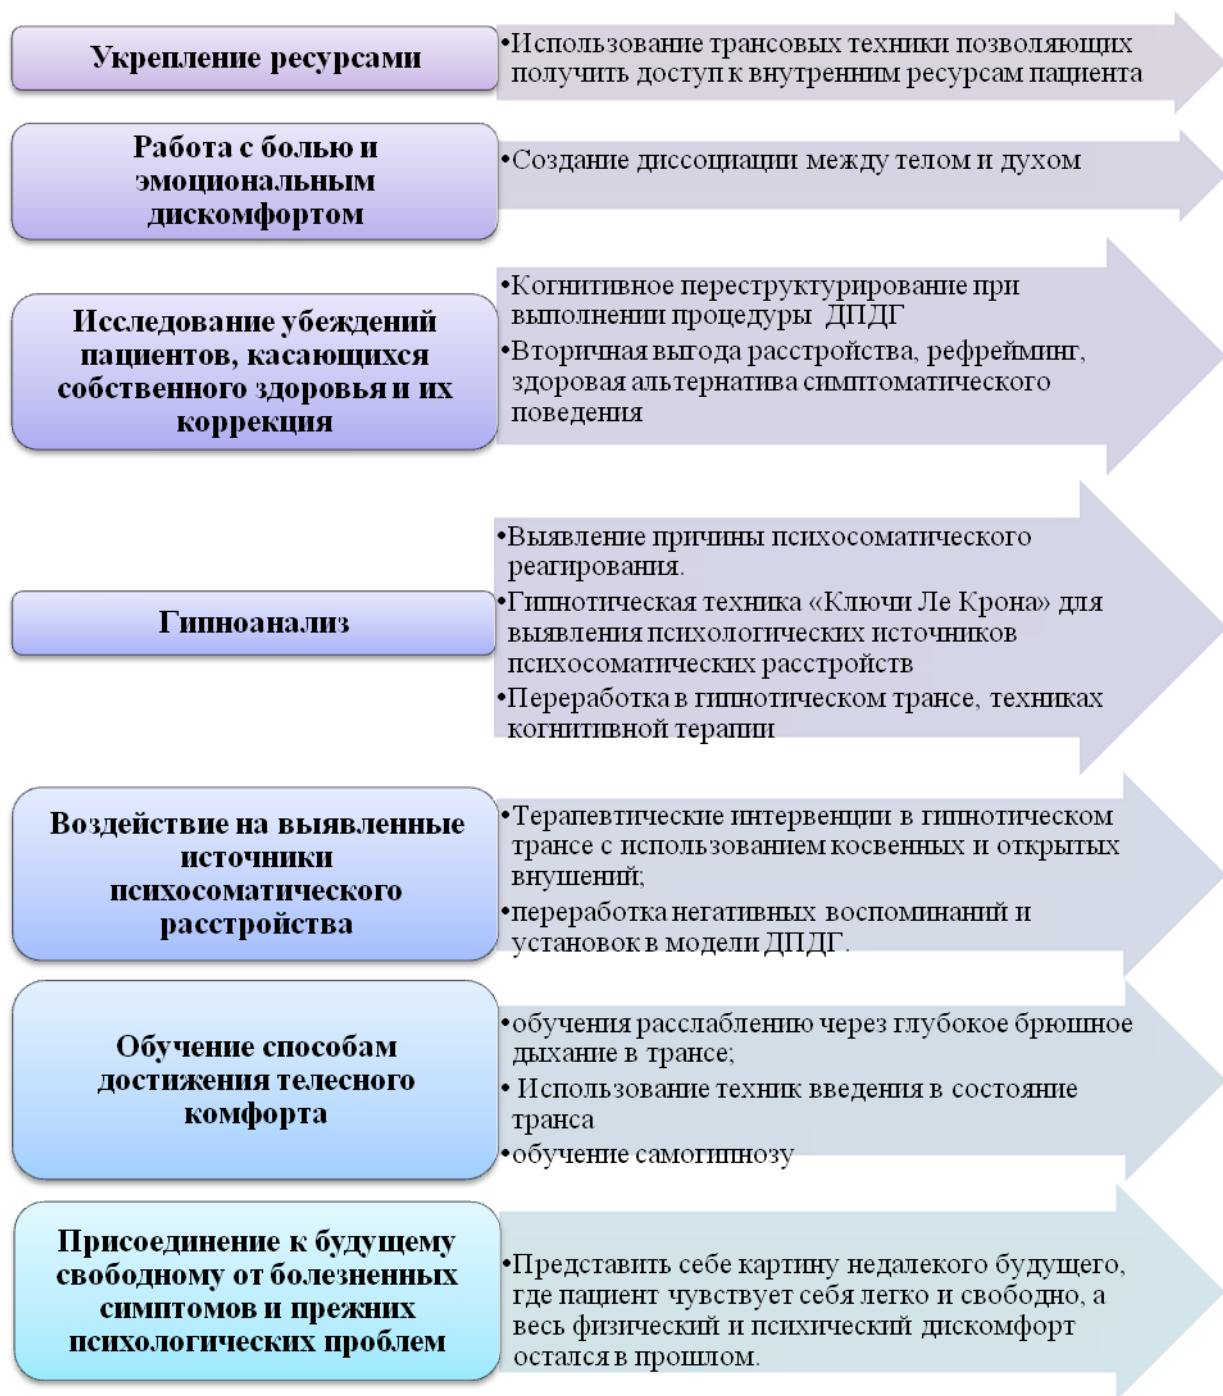 Укрепление ресурсами
•Использование трансовых техники позволяющих
получить доступ к внутренним ресурсам пациента
Работа с болью и
эмоциональным
дискомфортом
•Создание диссоциации между телом и духом
Исследование убеждений
пациентов, касающихся
собственного здоровья и их
коррекция
•Когнитивное переструктурирование при
выполнении процедуры ДПДГ
•Вторичная выгода расстройства, рефрейминг,
здоровая альтернатива симптоматического
поведения
Гипноанализ
•Выявление причины психосоматического
реагирования.
•Гипнотическая техника «Ключи Ле Крона» для
выявления психологических источников
психосоматических расстройств
•Переработка в гипнотическом трансе, техниках
когнитивной терапии
Воздействие на выявленные
источники
психосоматического
расстройства
•Терапевтические интервенции в гипнотическом
трансе с использованием косвенных и открытых
внушений;
•переработка негативных воспоминаний и
установок в модели ДПДГ.
Обучение способам
достижения телесного
комфорта
•обучения расслаблению через глубокое брюшное
дыхание в трансе;
• Использование техник введения в состояние
транса
•обучение самогипнозу
Присоединение к будущему
свободному от болезненных
симптомов и прежних
психологических проблем
•Представить себе картину недалекого будущего,
где пациент чувствует себя легко и свободно, а
весь физический и психический дискомфорт
остался в прошлом.